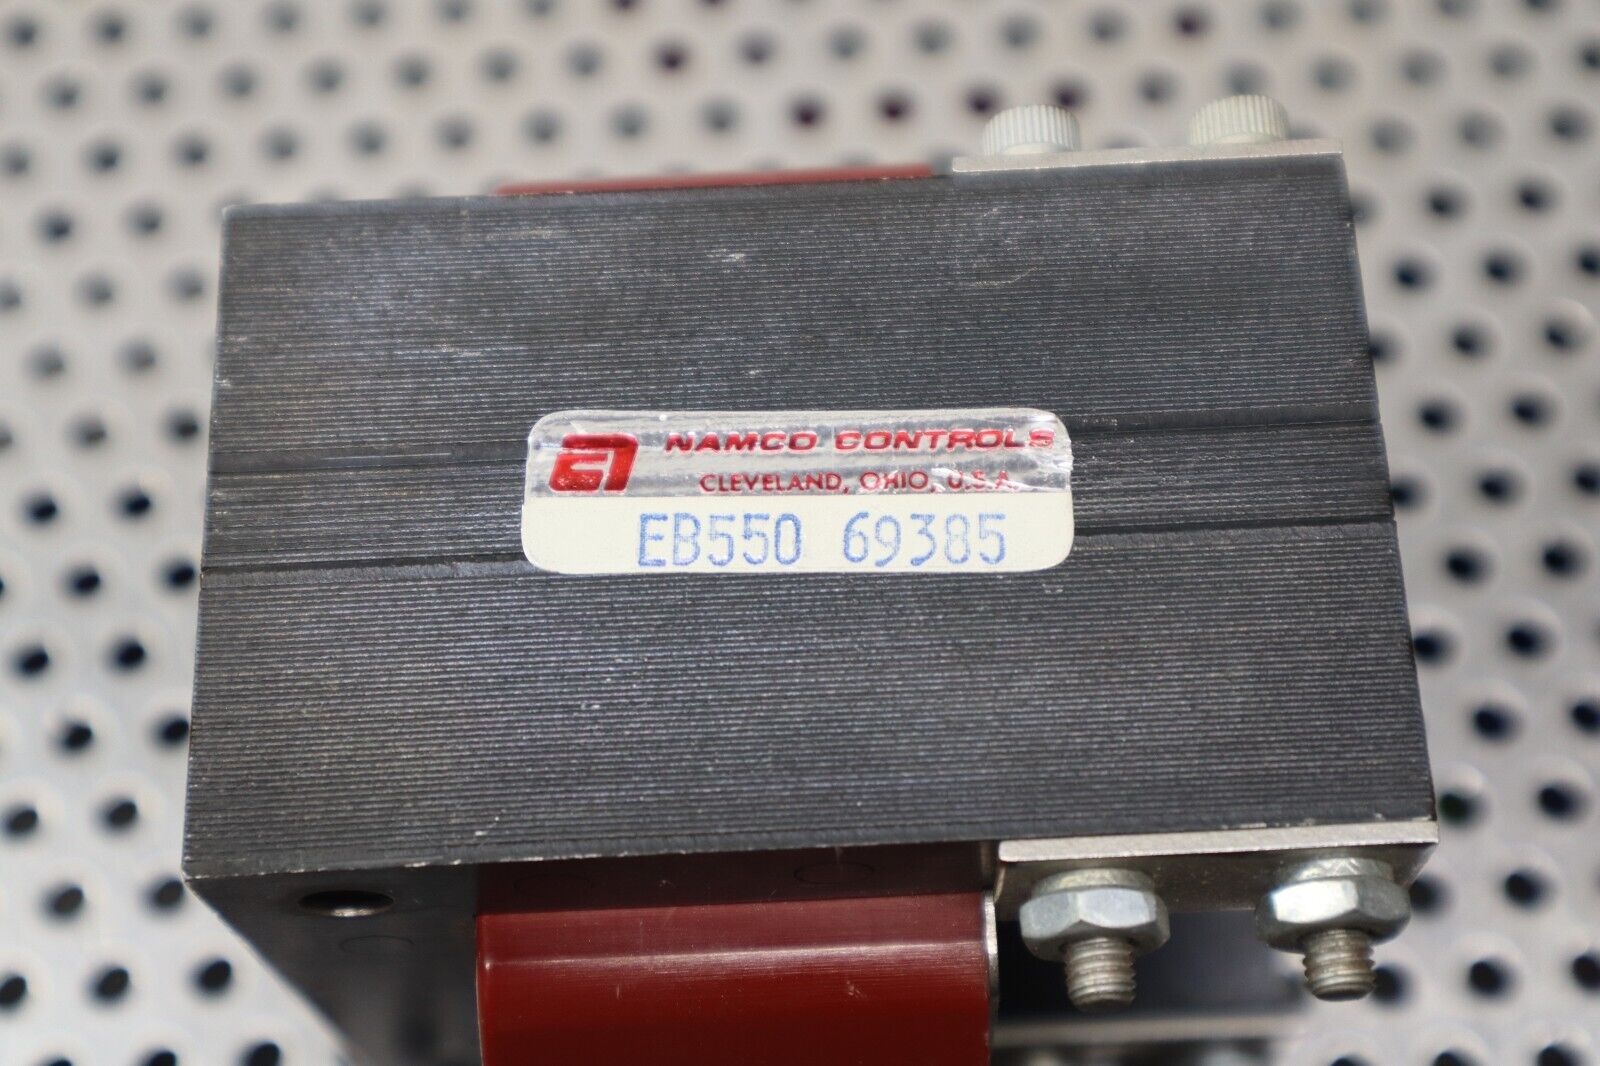 NAMCO CONTROLS
CLEVELAND, OHIO, U.S.A.
EB550 69385